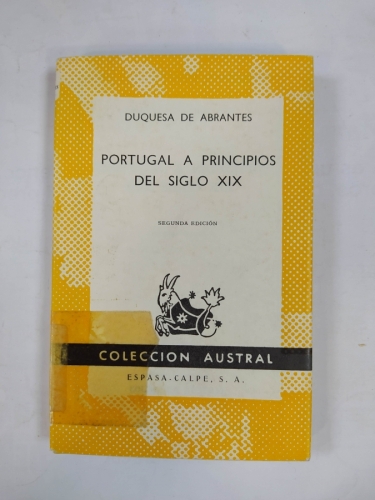 DUQUESA DE ABRANTES
PORTUGAL A PRINCIPIOS
DEL SIGLO XIX
SEGUNDA EDICIÓN
COLECCION AUSTRAL
ESPASA-CALPE, S. A.